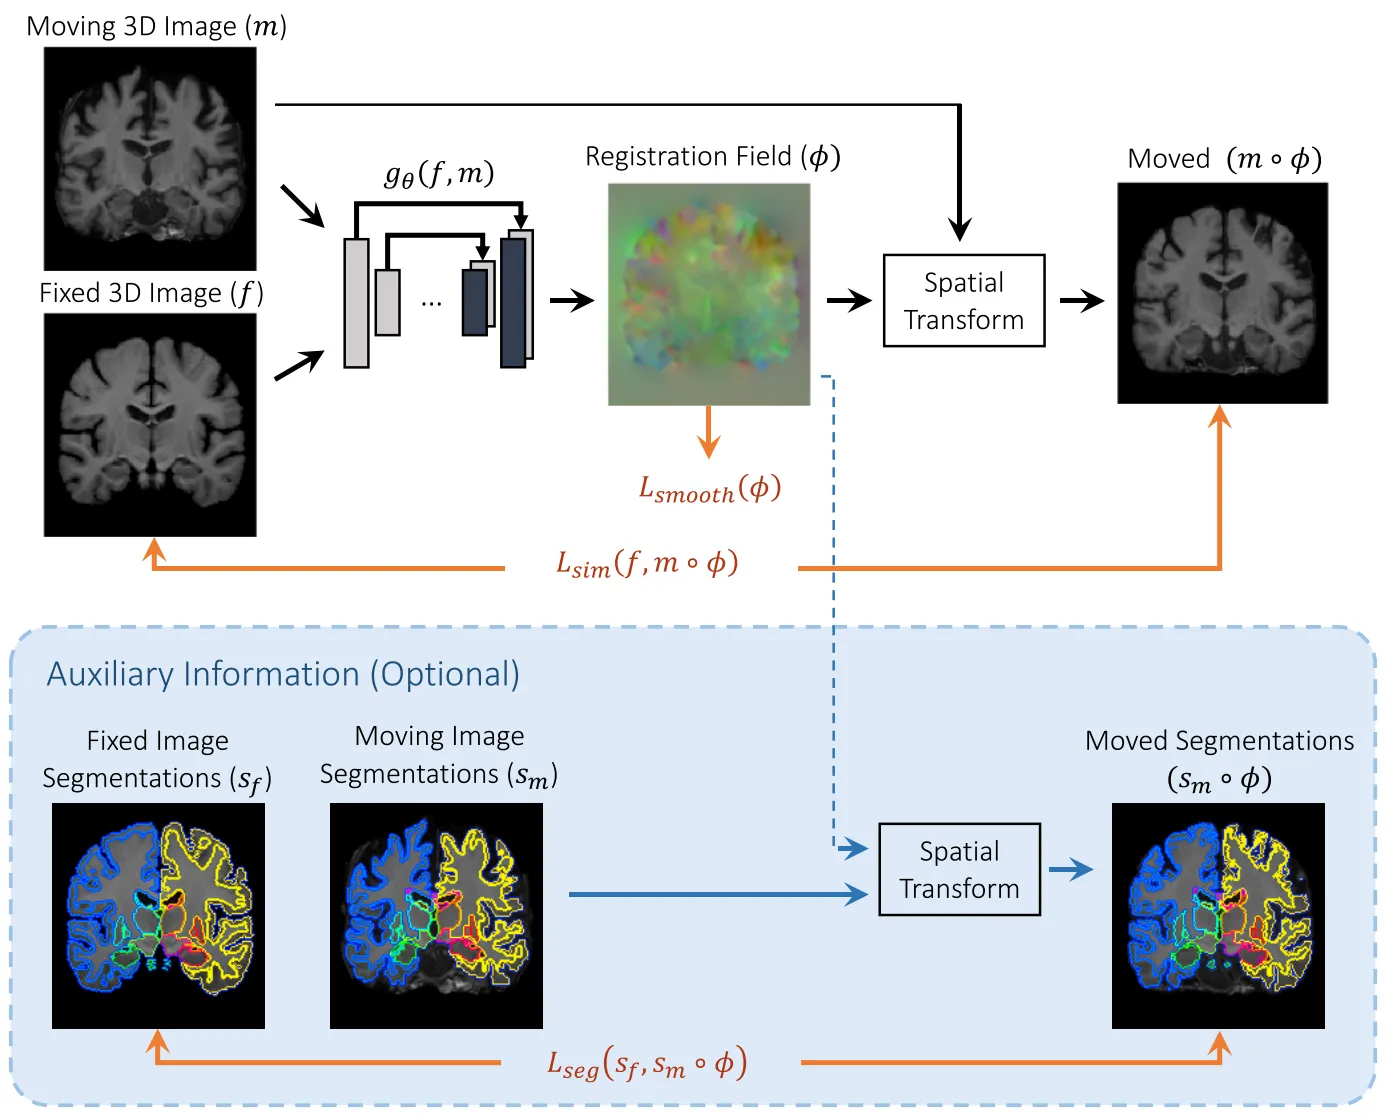 Moving 3D Image (m)
g_θ(f, m)
Registration Field (ϕ)
Moved (m ∘ ϕ)
Fixed 3D Image (f)
...
Spatial
Transform
L_smooth(ϕ)
L_sim(f, m ∘ ϕ)
Auxiliary Information (Optional)
Fixed Image
Segmentations (s_f)
Moving Image
Segmentations (s_m)
Moved Segmentations
(s_m ∘ ϕ)
Spatial
Transform
L_seg(s_f, s_m ∘ ϕ)